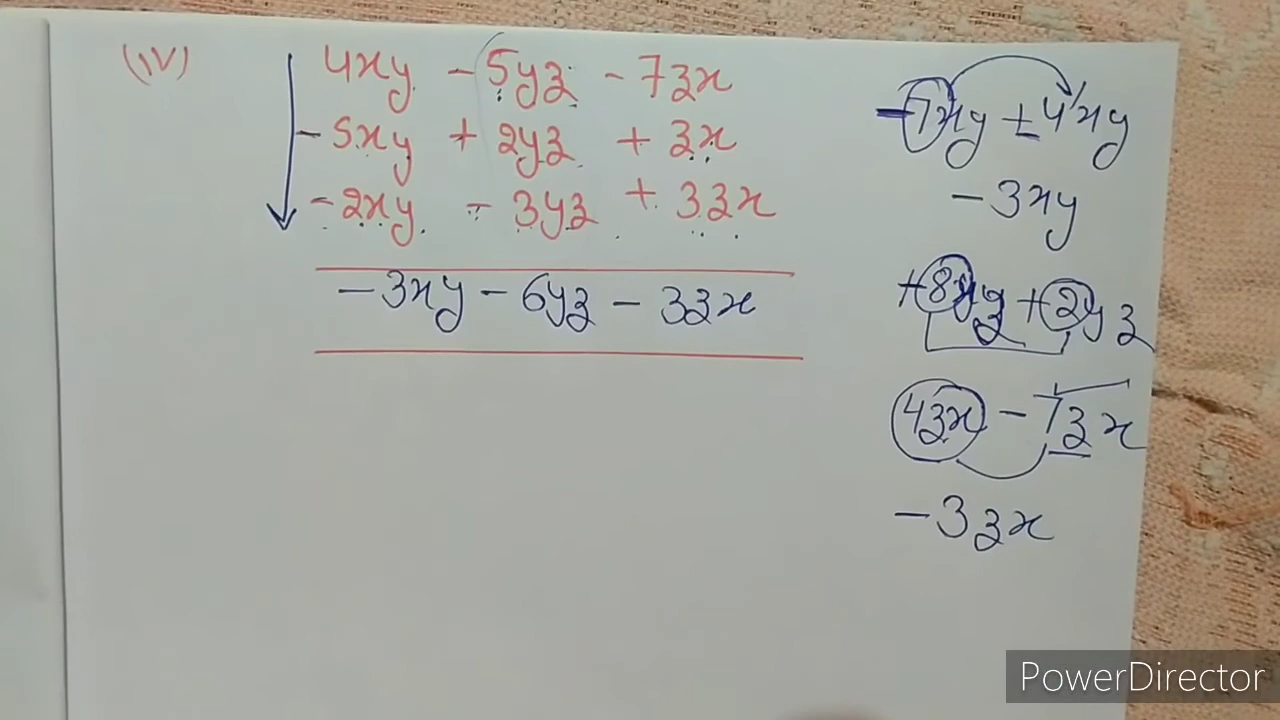 (iv)
4xy - 5yz - 7zx
- 5xy + 2yz + zx
- 2xy - 3yz + 3zx
- 3xy - 6yz - 3zx
- 7xy + 4xy
- 3xy
+ 8yz + 2yz
4zx - 7zx
- 3zx
PowerDirector